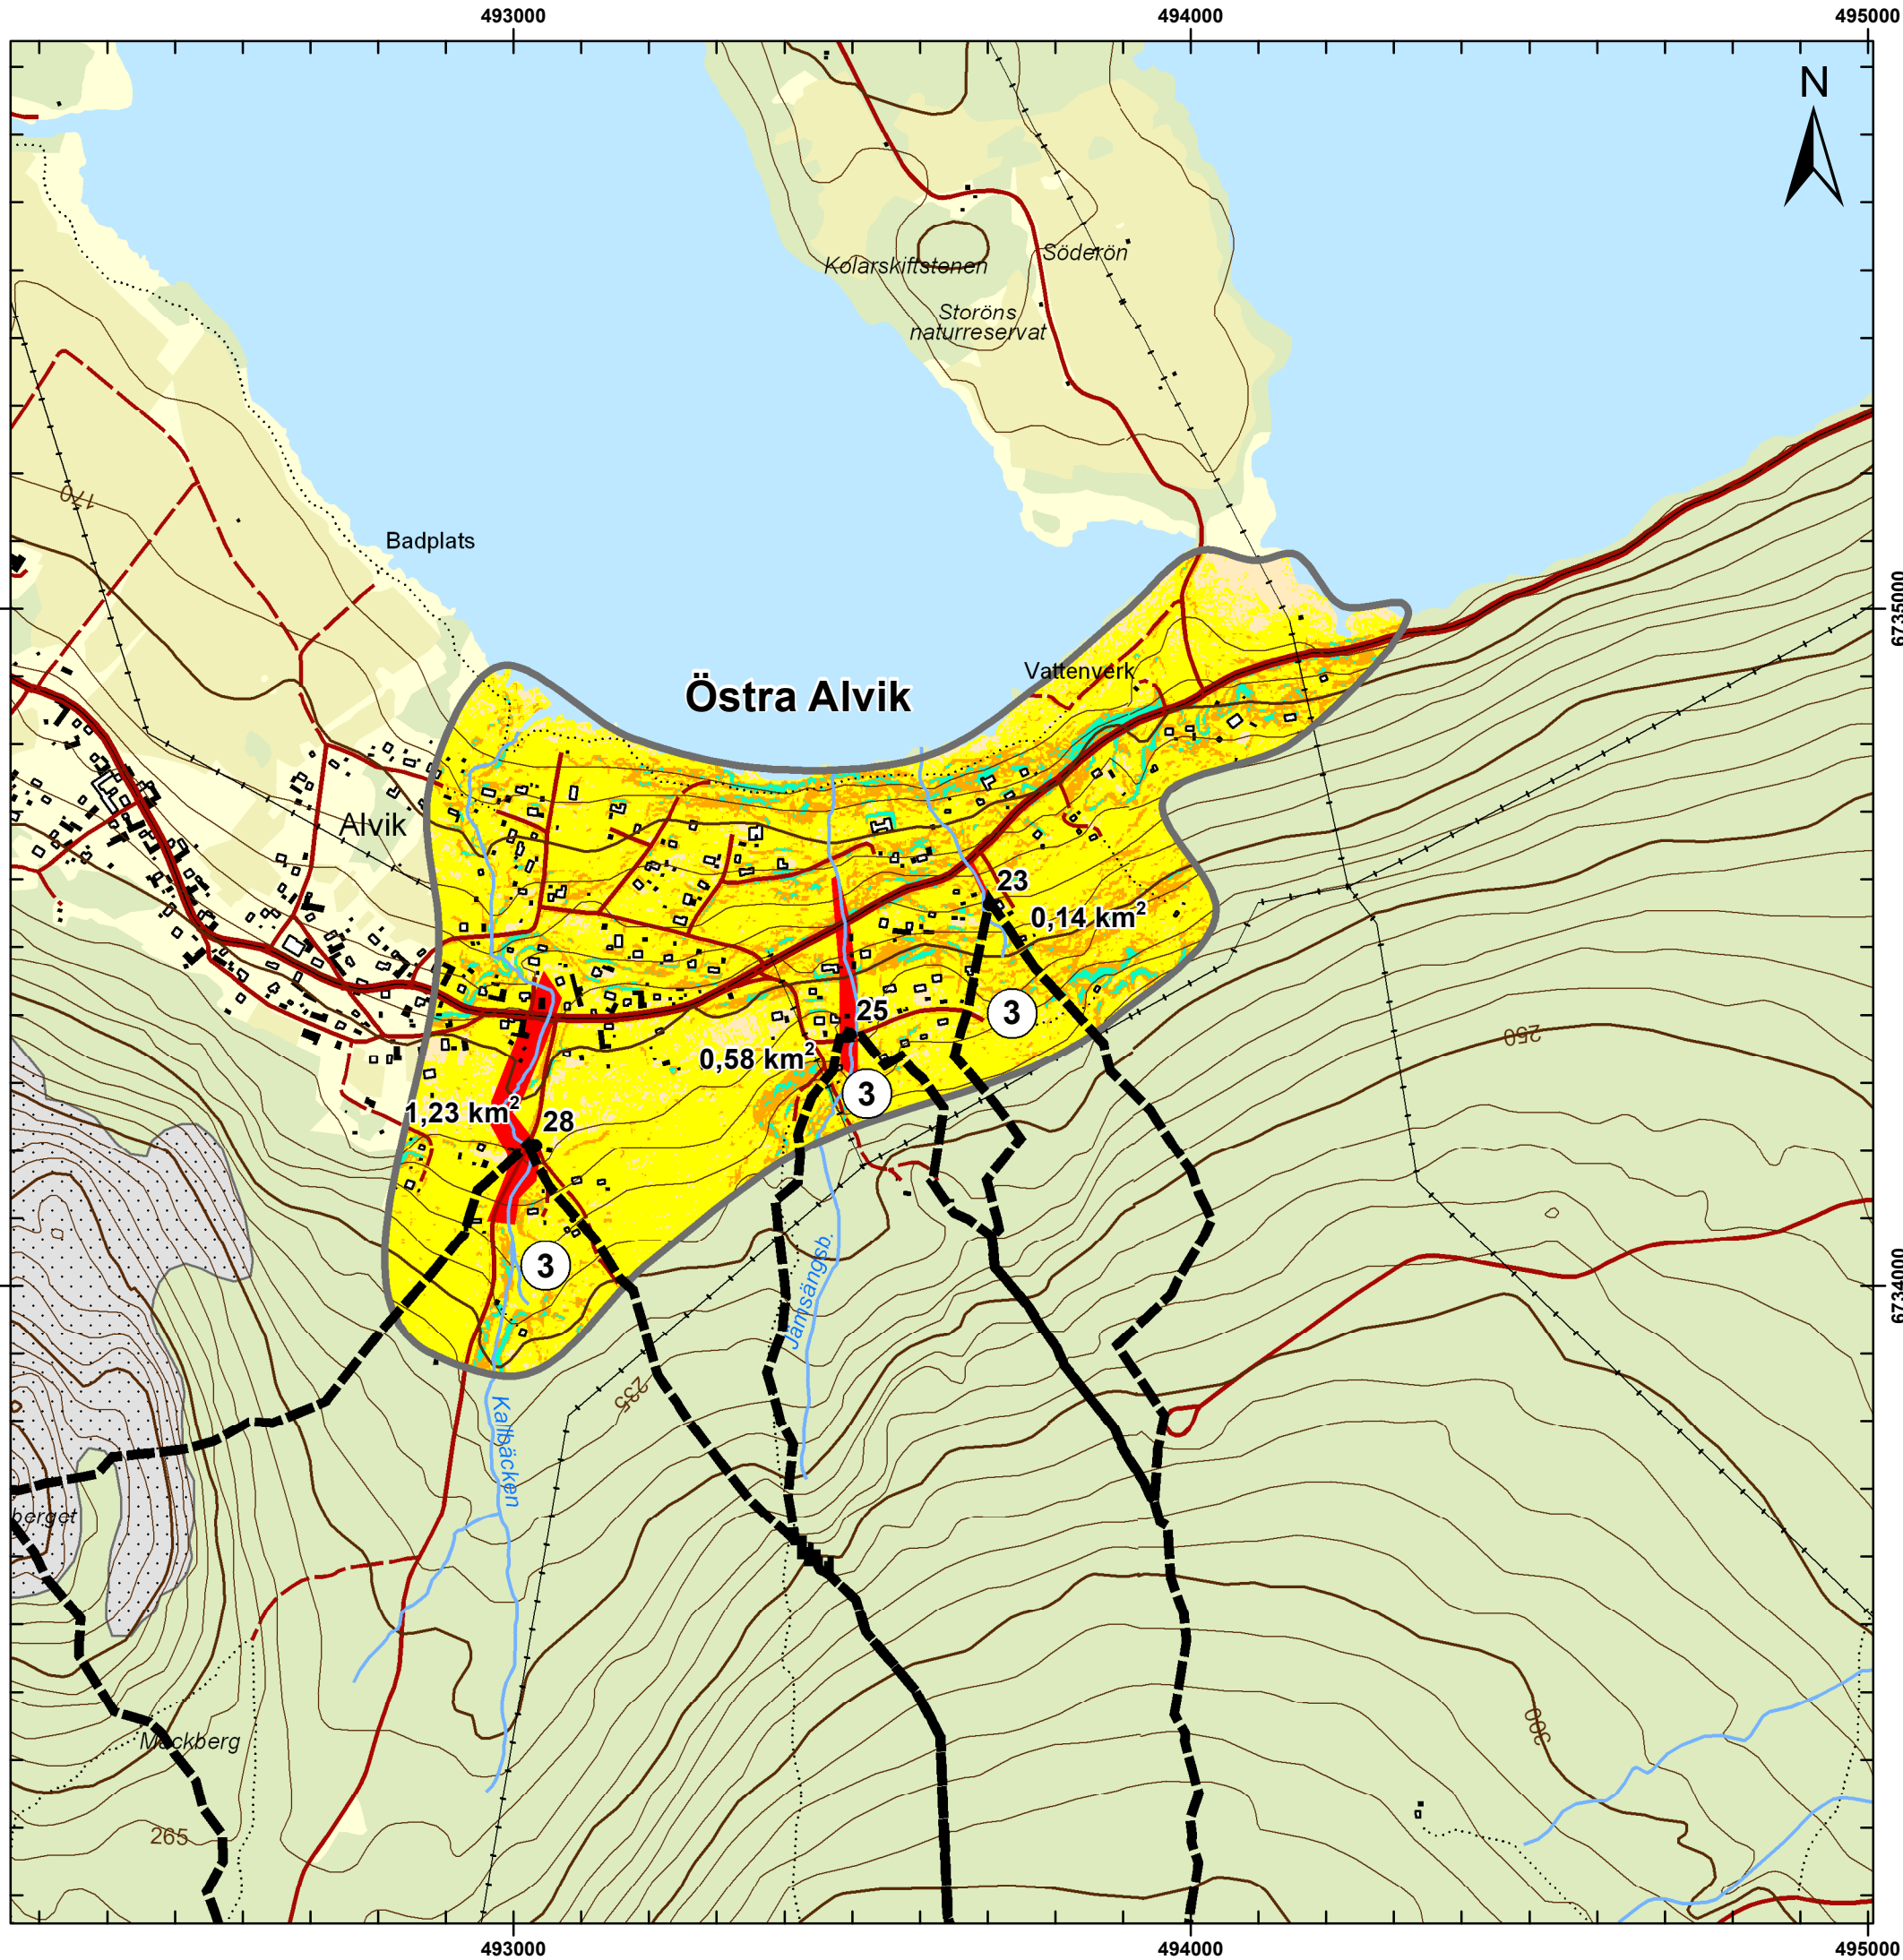 493000
494000
495000
N
Söderön
Kolarskiftstenen
Storöns
naturreservat
170
Badplats
6735000
Vattenverk
Östra Alvik
Alvik
23
0,14 km²
25
3
250
0,58 km²
3
1,23 km²
28
3
6734000
Jämsängsb.
235
Kallbäcken
berget
300
Mackberg
265
493000
494000
495000